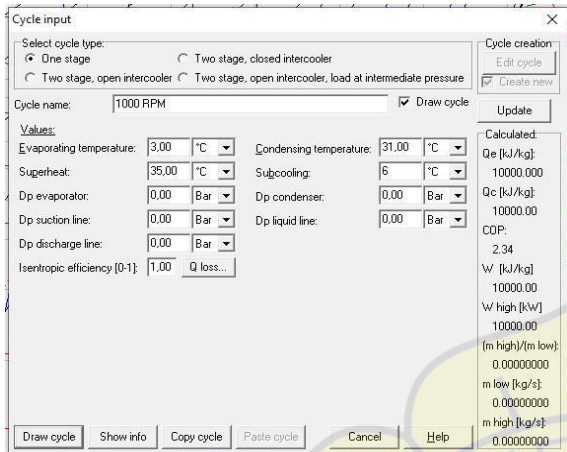 Cycle input
Select cycle type:
One stage
Two stage, closed intercooler
Two stage, open intercooler
Two stage, open intercooler, load at intermediate pressure
Cycle creation
Edit cycle
Create new
Cycle name:
1000 RPM
Draw cycle
Update
Values:
Evaporating temperature: 3,00 °C
Condensing temperature: 31,00 °C
Superheat: 35,00 °C
Subcooling: 6 °C
Dp evaporator: 0,00 Bar
Dp condenser: 0,00 Bar
Dp suction line: 0,00 Bar
Dp liquid line: 0,00 Bar
Dp discharge line: 0,00 Bar
Isentropic efficiency [0-1]: 1,00 Q loss...
Calculated:
Qe [kJ/kg]:
10000.000
Qc [kJ/kg]:
10000.00
COP:
2.34
W [kJ/kg]
10000.00
W high [kW]
10000.00
(m high)/(m low):
0.00000000
m low [kg/s]:
0.00000000
m high [kg/s]:
0.00000000
Draw cycle
Show info
Copy cycle
Paste cycle
Cancel
Help